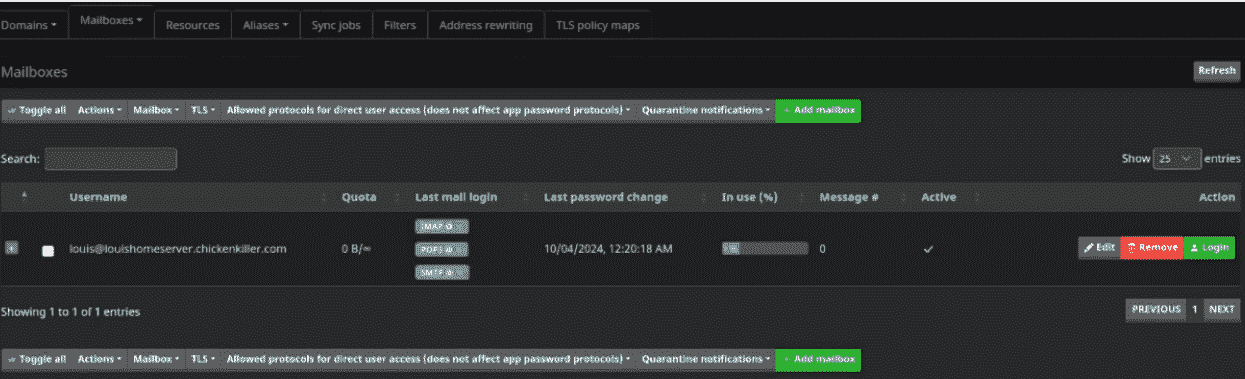 Domains Mailboxes Resources Aliases Sync jobs Filters Address rewriting TLS policy maps
Mailboxes Refresh
Toggle all Actions Mailbox TLS Allowed protocols for direct user access (does not affect app password protocols) Quarantine notifications Add mailbox
Search: Show 25 entries
Username Quota Last mail login Last password change In use (%) Message # Active Action
IMAP
louis@louishomeserver.chickenkiller.com 0 B/∞ POP3 10/04/2024, 12:20:18 AM 0 Edit Remove Login
SMTP
Showing 1 to 1 of 1 entries PREVIOUS 1 NEXT
Toggle all Actions Mailbox TLS Allowed protocols for direct user access (does not affect app password protocols) Quarantine notifications Add mailbox